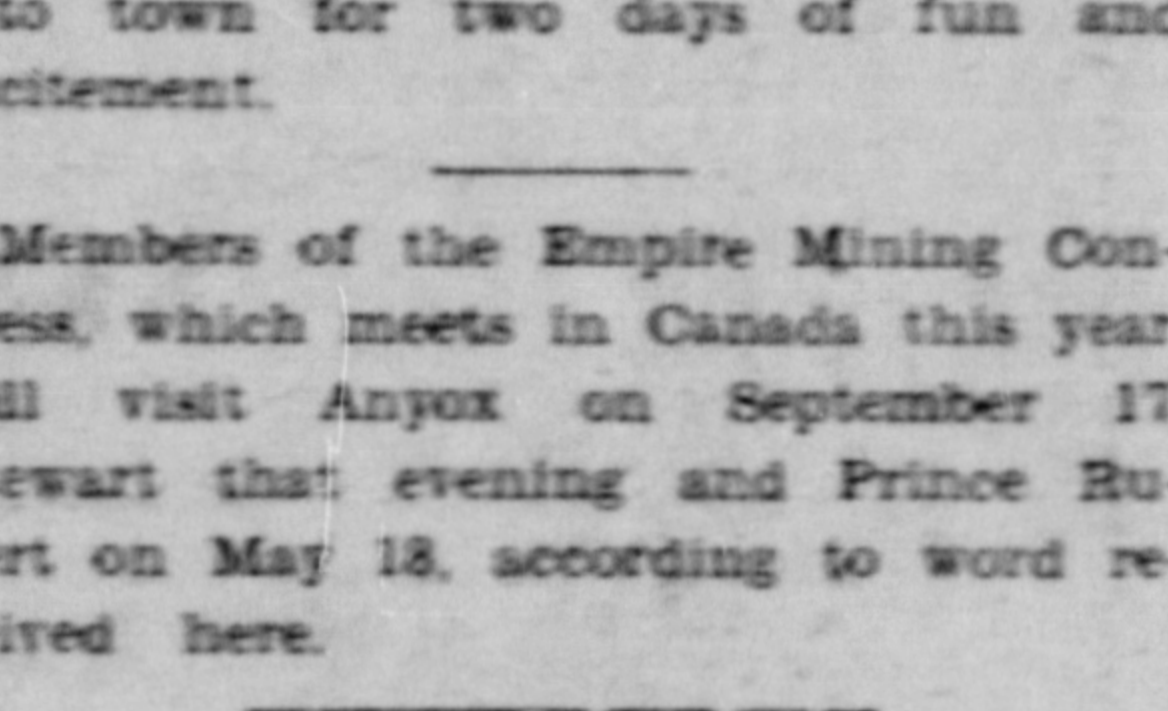 to town for two days of fun and
citement.
Members of the Empire Mining Con-
ess, which meets in Canada this year
ill visit Anyox on September 17
ewart that evening and Prince Ru-
rt on May 18, according to word re-
ived here.